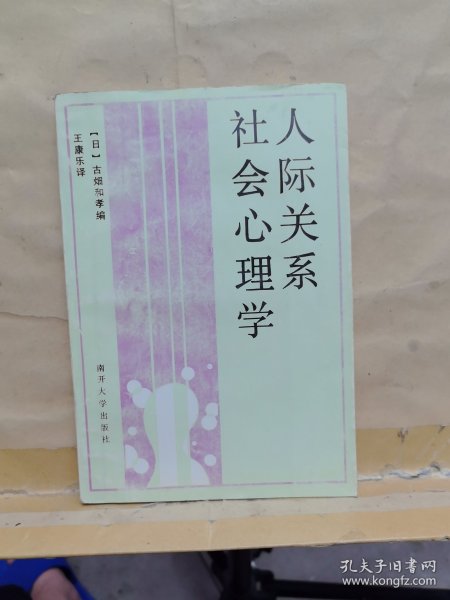 人际关系
社会心理学
【日】古畑和孝编
王康乐译
南开大学出版社
孔夫子旧书网
www.kongfz.com